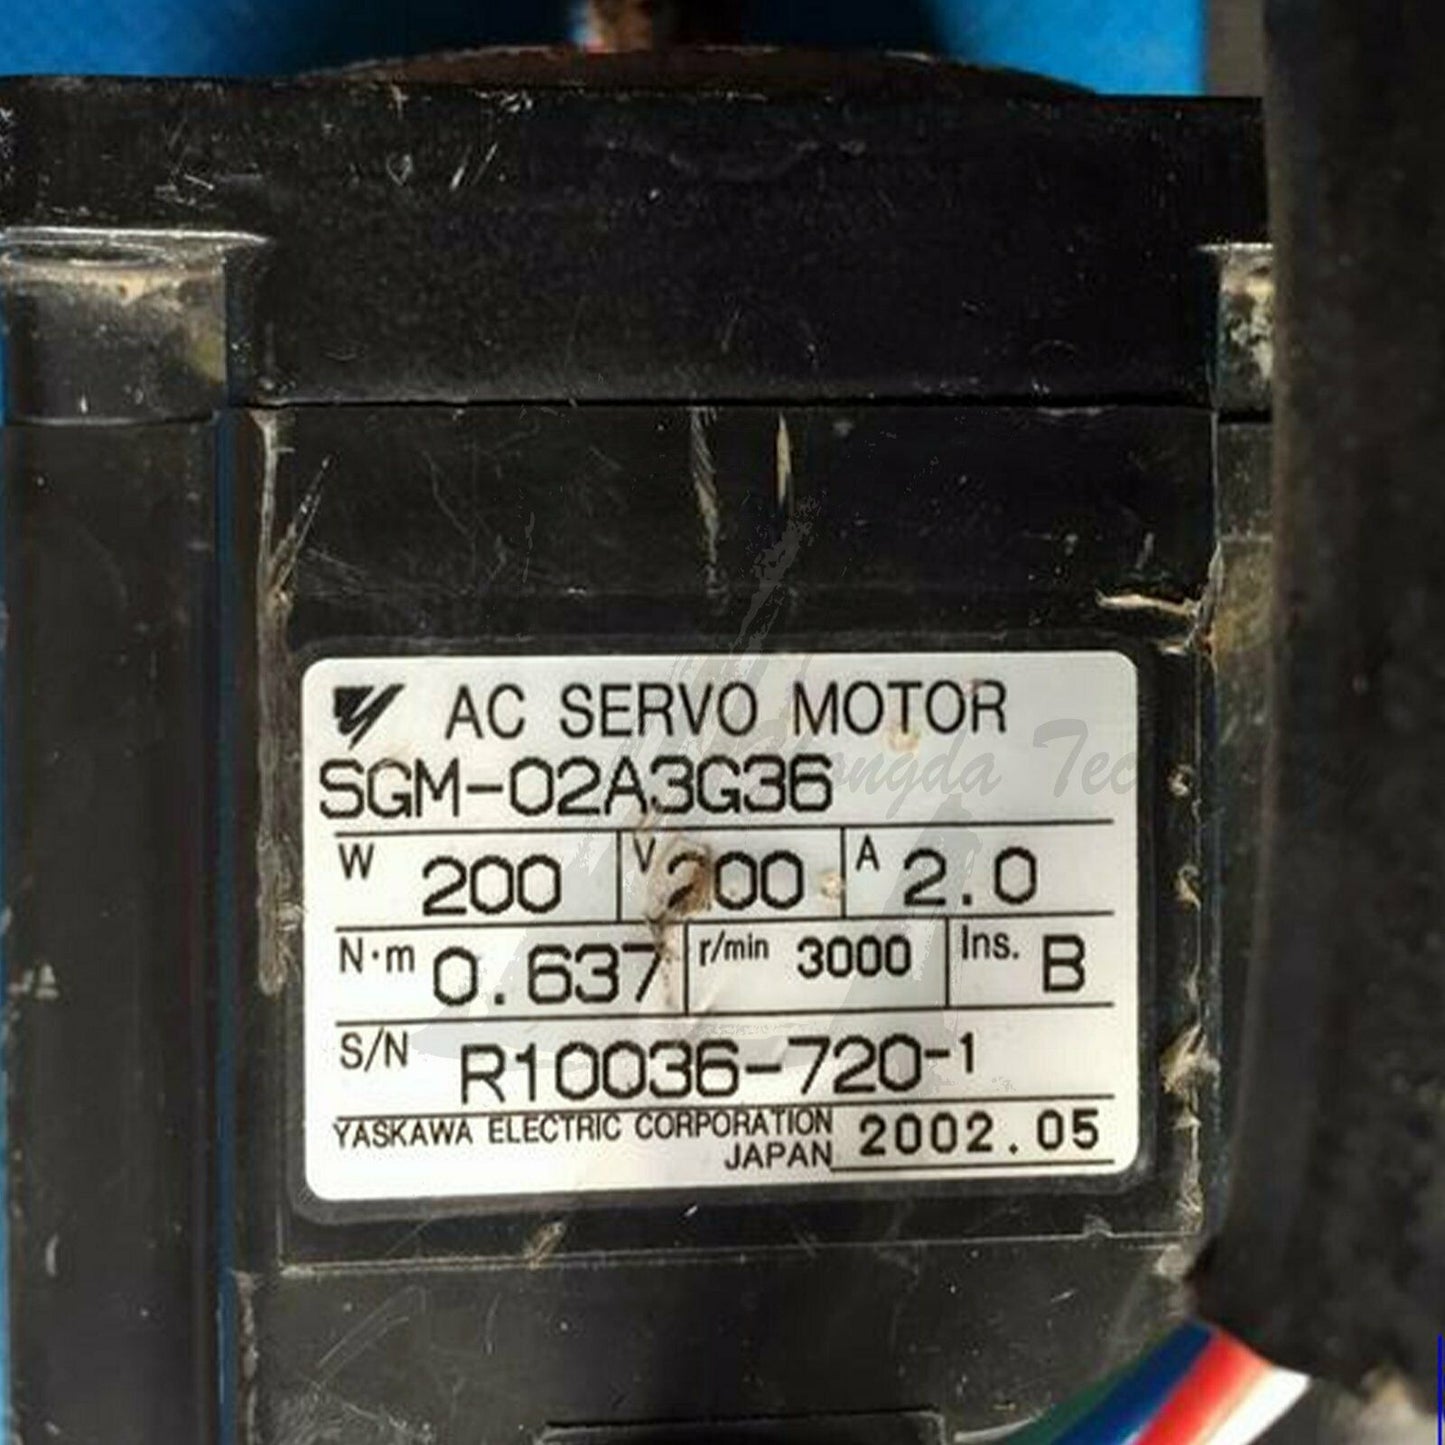 AC SERVO MOTOR
SGM-02A3G36
W 200 V 200 A 2.0
N·m 0.637 r/min 3000 Ins. B
S/N R10036-720-1
YASKAWA ELECTRIC CORPORATION
JAPAN 2002.05